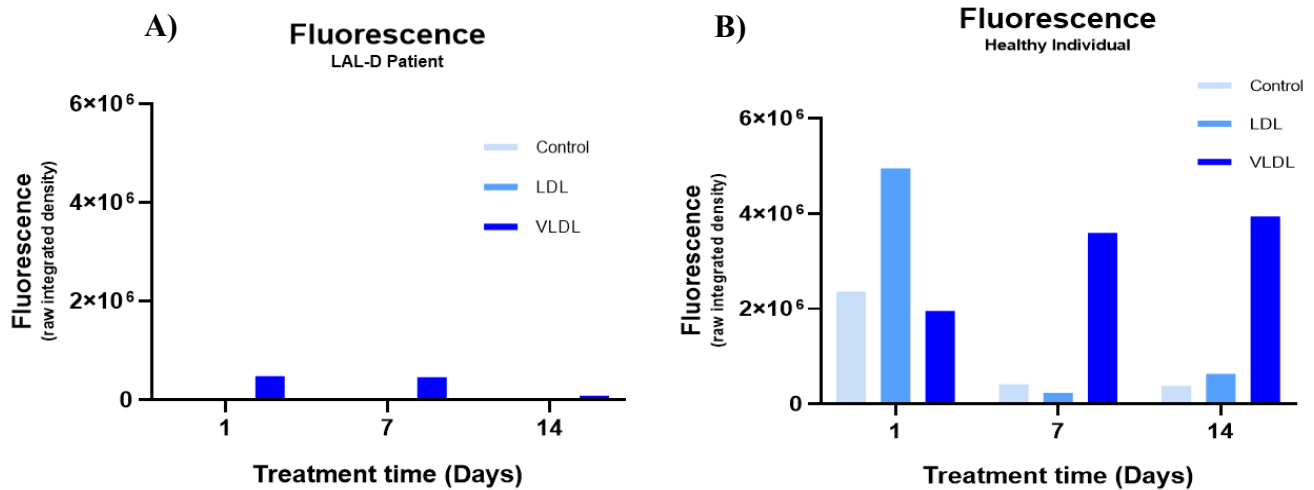 A)
Fluorescence
LAL-D Patient
6×10⁶
4×10⁶
2×10⁶
0
Fluorescence
(raw integrated density)
Control
LDL
VLDL
1 7 14
Treatment time (Days)
B)
Fluorescence
Healthy Individual
6×10⁶
4×10⁶
2×10⁶
0
Fluorescence
(raw integrated density)
Control
LDL
VLDL
1 7 14
Treatment time (Days)